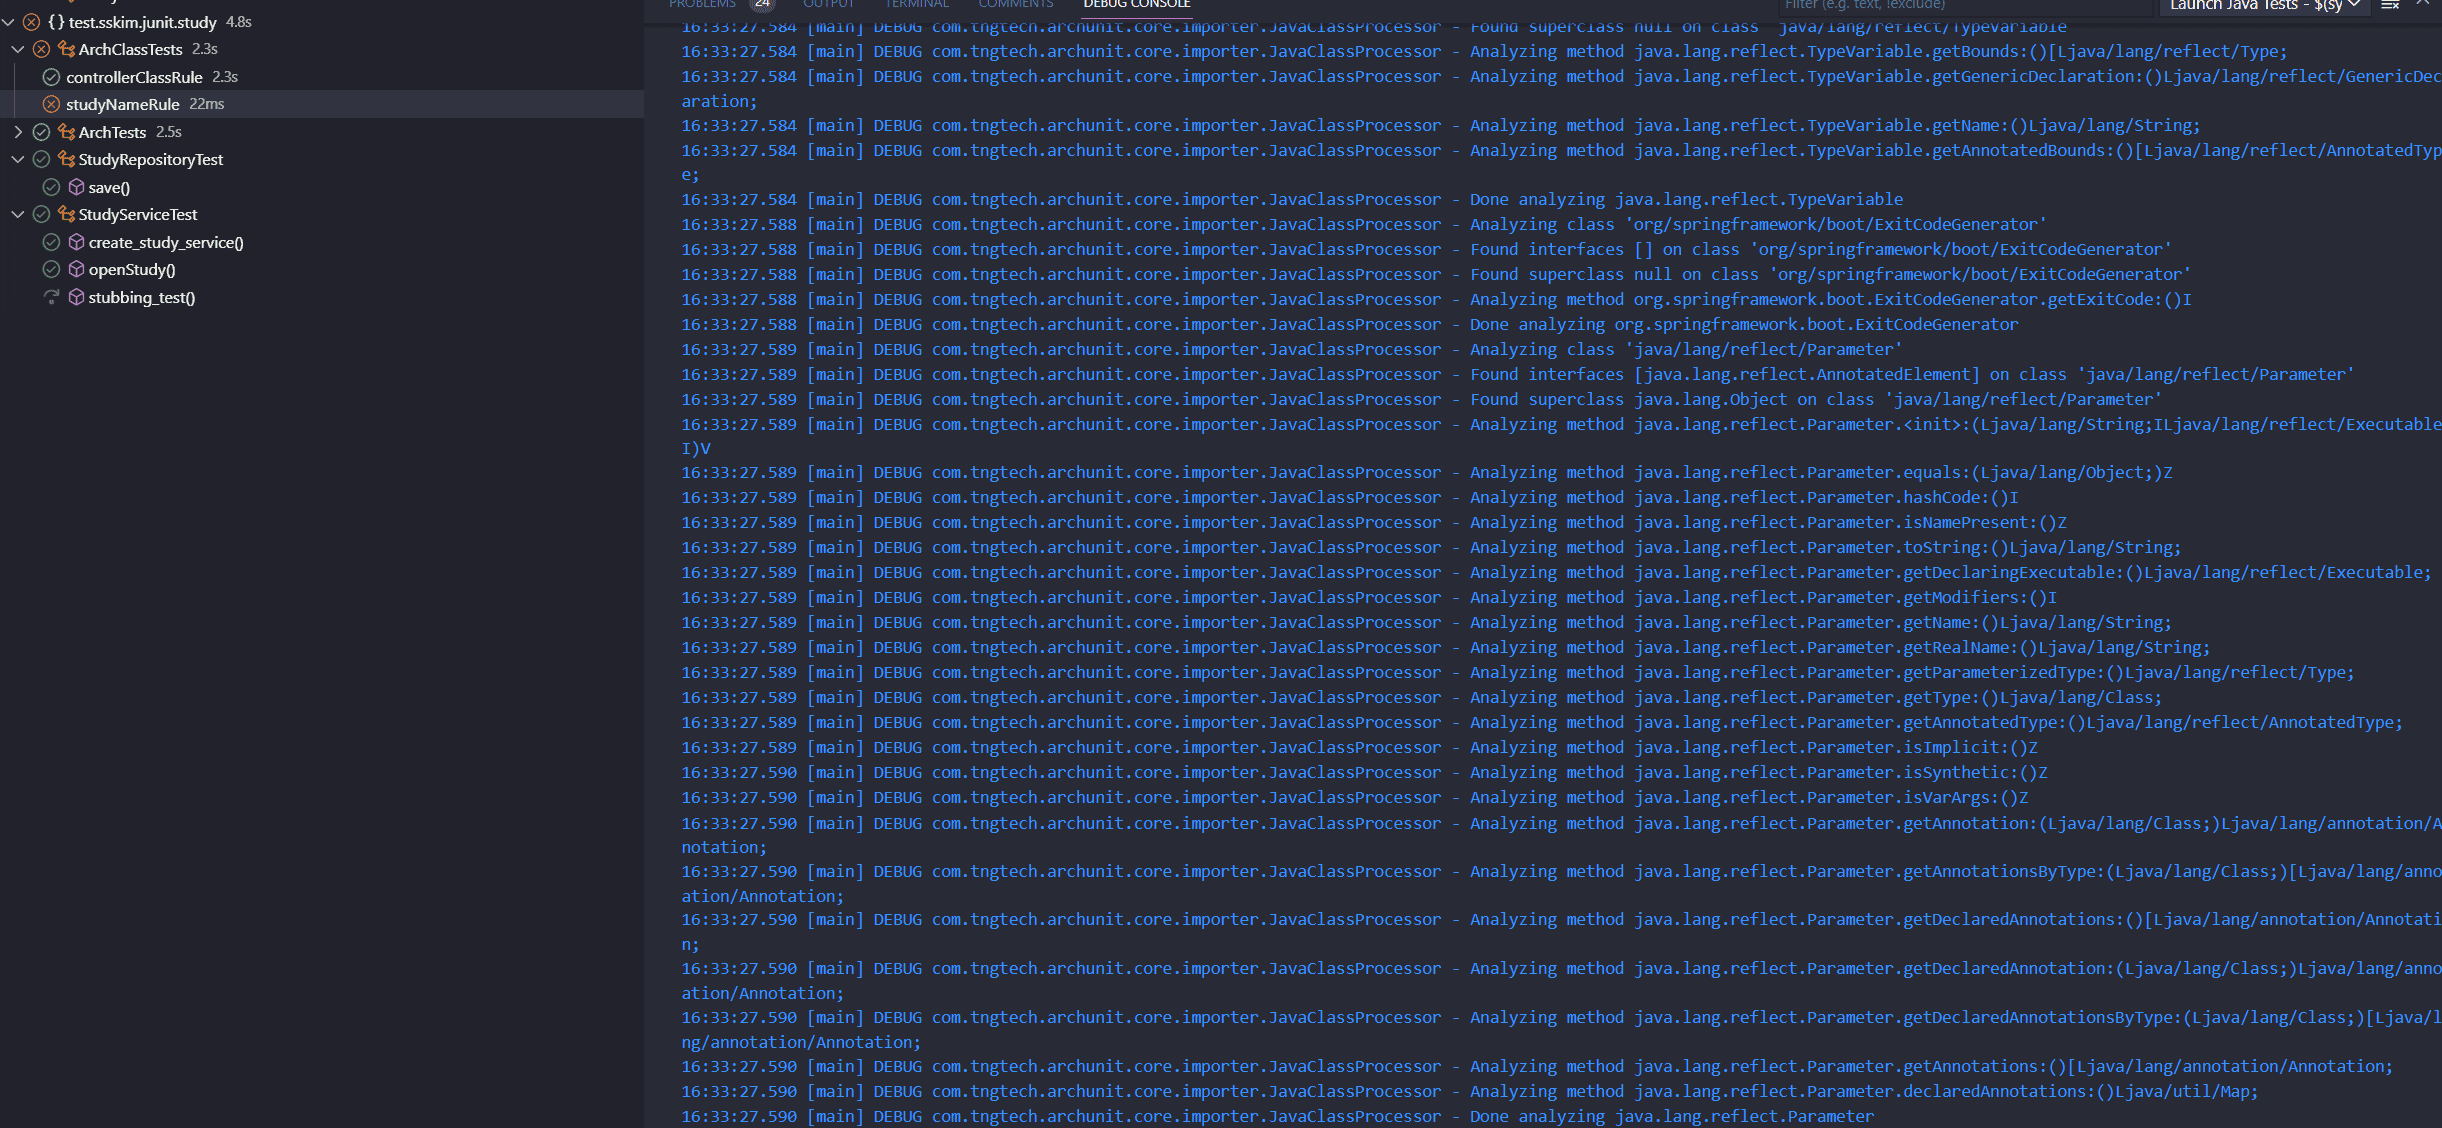 PROBLEMS 24 OUTPUT TERMINAL COMMENTS DEBUG CONSOLE
Filter (e.g. text, !exclude) Launch Java Tests - $(sy
{ } test.sskim.junit.study 4.8s
ArchClassTests 2.3s
controllerClassRule 2.3s
studyNameRule 22ms
ArchTests 2.5s
StudyRepositoryTest
save()
StudyServiceTest
create_study_service()
openStudy()
stubbing_test()
16:33:27.584 [main] DEBUG com.tngtech.archunit.core.importer.JavaClassProcessor - Found superclass null on class 'java/lang/reflect/TypeVariable'
16:33:27.584 [main] DEBUG com.tngtech.archunit.core.importer.JavaClassProcessor - Analyzing method java.lang.reflect.TypeVariable.getBounds:()[Ljava/lang/reflect/Type;
16:33:27.584 [main] DEBUG com.tngtech.archunit.core.importer.JavaClassProcessor - Analyzing method java.lang.reflect.TypeVariable.getGenericDeclaration:()Ljava/lang/reflect/GenericDec
aration;
16:33:27.584 [main] DEBUG com.tngtech.archunit.core.importer.JavaClassProcessor - Analyzing method java.lang.reflect.TypeVariable.getName:()Ljava/lang/String;
16:33:27.584 [main] DEBUG com.tngtech.archunit.core.importer.JavaClassProcessor - Analyzing method java.lang.reflect.TypeVariable.getAnnotatedBounds:()[Ljava/lang/reflect/AnnotatedTyp
e;
16:33:27.584 [main] DEBUG com.tngtech.archunit.core.importer.JavaClassProcessor - Done analyzing java.lang.reflect.TypeVariable
16:33:27.588 [main] DEBUG com.tngtech.archunit.core.importer.JavaClassProcessor - Analyzing class 'org/springframework/boot/ExitCodeGenerator'
16:33:27.588 [main] DEBUG com.tngtech.archunit.core.importer.JavaClassProcessor - Found interfaces [] on class 'org/springframework/boot/ExitCodeGenerator'
16:33:27.588 [main] DEBUG com.tngtech.archunit.core.importer.JavaClassProcessor - Found superclass null on class 'org/springframework/boot/ExitCodeGenerator'
16:33:27.588 [main] DEBUG com.tngtech.archunit.core.importer.JavaClassProcessor - Analyzing method org.springframework.boot.ExitCodeGenerator.getExitCode:()I
16:33:27.588 [main] DEBUG com.tngtech.archunit.core.importer.JavaClassProcessor - Done analyzing org.springframework.boot.ExitCodeGenerator
16:33:27.589 [main] DEBUG com.tngtech.archunit.core.importer.JavaClassProcessor - Analyzing class 'java/lang/reflect/Parameter'
16:33:27.589 [main] DEBUG com.tngtech.archunit.core.importer.JavaClassProcessor - Found interfaces [java.lang.reflect.AnnotatedElement] on class 'java/lang/reflect/Parameter'
16:33:27.589 [main] DEBUG com.tngtech.archunit.core.importer.JavaClassProcessor - Found superclass java.lang.Object on class 'java/lang/reflect/Parameter'
16:33:27.589 [main] DEBUG com.tngtech.archunit.core.importer.JavaClassProcessor - Analyzing method java.lang.reflect.Parameter.<init>:(Ljava/lang/String;ILjava/lang/reflect/Executable
I)V
16:33:27.589 [main] DEBUG com.tngtech.archunit.core.importer.JavaClassProcessor - Analyzing method java.lang.reflect.Parameter.equals:(Ljava/lang/Object;)Z
16:33:27.589 [main] DEBUG com.tngtech.archunit.core.importer.JavaClassProcessor - Analyzing method java.lang.reflect.Parameter.hashCode:()I
16:33:27.589 [main] DEBUG com.tngtech.archunit.core.importer.JavaClassProcessor - Analyzing method java.lang.reflect.Parameter.isNamePresent:()Z
16:33:27.589 [main] DEBUG com.tngtech.archunit.core.importer.JavaClassProcessor - Analyzing method java.lang.reflect.Parameter.toString:()Ljava/lang/String;
16:33:27.589 [main] DEBUG com.tngtech.archunit.core.importer.JavaClassProcessor - Analyzing method java.lang.reflect.Parameter.getDeclaringExecutable:()Ljava/lang/reflect/Executable;
16:33:27.589 [main] DEBUG com.tngtech.archunit.core.importer.JavaClassProcessor - Analyzing method java.lang.reflect.Parameter.getModifiers:()I
16:33:27.589 [main] DEBUG com.tngtech.archunit.core.importer.JavaClassProcessor - Analyzing method java.lang.reflect.Parameter.getName:()Ljava/lang/String;
16:33:27.589 [main] DEBUG com.tngtech.archunit.core.importer.JavaClassProcessor - Analyzing method java.lang.reflect.Parameter.getRealName:()Ljava/lang/String;
16:33:27.589 [main] DEBUG com.tngtech.archunit.core.importer.JavaClassProcessor - Analyzing method java.lang.reflect.Parameter.getParameterizedType:()Ljava/lang/reflect/Type;
16:33:27.589 [main] DEBUG com.tngtech.archunit.core.importer.JavaClassProcessor - Analyzing method java.lang.reflect.Parameter.getType:()Ljava/lang/Class;
16:33:27.589 [main] DEBUG com.tngtech.archunit.core.importer.JavaClassProcessor - Analyzing method java.lang.reflect.Parameter.getAnnotatedType:()Ljava/lang/reflect/AnnotatedType;
16:33:27.589 [main] DEBUG com.tngtech.archunit.core.importer.JavaClassProcessor - Analyzing method java.lang.reflect.Parameter.isImplicit:()Z
16:33:27.590 [main] DEBUG com.tngtech.archunit.core.importer.JavaClassProcessor - Analyzing method java.lang.reflect.Parameter.isSynthetic:()Z
16:33:27.590 [main] DEBUG com.tngtech.archunit.core.importer.JavaClassProcessor - Analyzing method java.lang.reflect.Parameter.isVarArgs:()Z
16:33:27.590 [main] DEBUG com.tngtech.archunit.core.importer.JavaClassProcessor - Analyzing method java.lang.reflect.Parameter.getAnnotation:(Ljava/lang/Class;)Ljava/lang/annotation/A
notation;
16:33:27.590 [main] DEBUG com.tngtech.archunit.core.importer.JavaClassProcessor - Analyzing method java.lang.reflect.Parameter.getAnnotationsByType:(Ljava/lang/Class;)[Ljava/lang/anno
ation/Annotation;
16:33:27.590 [main] DEBUG com.tngtech.archunit.core.importer.JavaClassProcessor - Analyzing method java.lang.reflect.Parameter.getDeclaredAnnotations:()[Ljava/lang/annotation/Annotati
n;
16:33:27.590 [main] DEBUG com.tngtech.archunit.core.importer.JavaClassProcessor - Analyzing method java.lang.reflect.Parameter.getDeclaredAnnotation:(Ljava/lang/Class;)Ljava/lang/anno
ation/Annotation;
16:33:27.590 [main] DEBUG com.tngtech.archunit.core.importer.JavaClassProcessor - Analyzing method java.lang.reflect.Parameter.getDeclaredAnnotationsByType:(Ljava/lang/Class;)[Ljava/l
ng/annotation/Annotation;
16:33:27.590 [main] DEBUG com.tngtech.archunit.core.importer.JavaClassProcessor - Analyzing method java.lang.reflect.Parameter.getAnnotations:()[Ljava/lang/annotation/Annotation;
16:33:27.590 [main] DEBUG com.tngtech.archunit.core.importer.JavaClassProcessor - Analyzing method java.lang.reflect.Parameter.declaredAnnotations:()Ljava/util/Map;
16:33:27.590 [main] DEBUG com.tngtech.archunit.core.importer.JavaClassProcessor - Done analyzing java.lang.reflect.Parameter